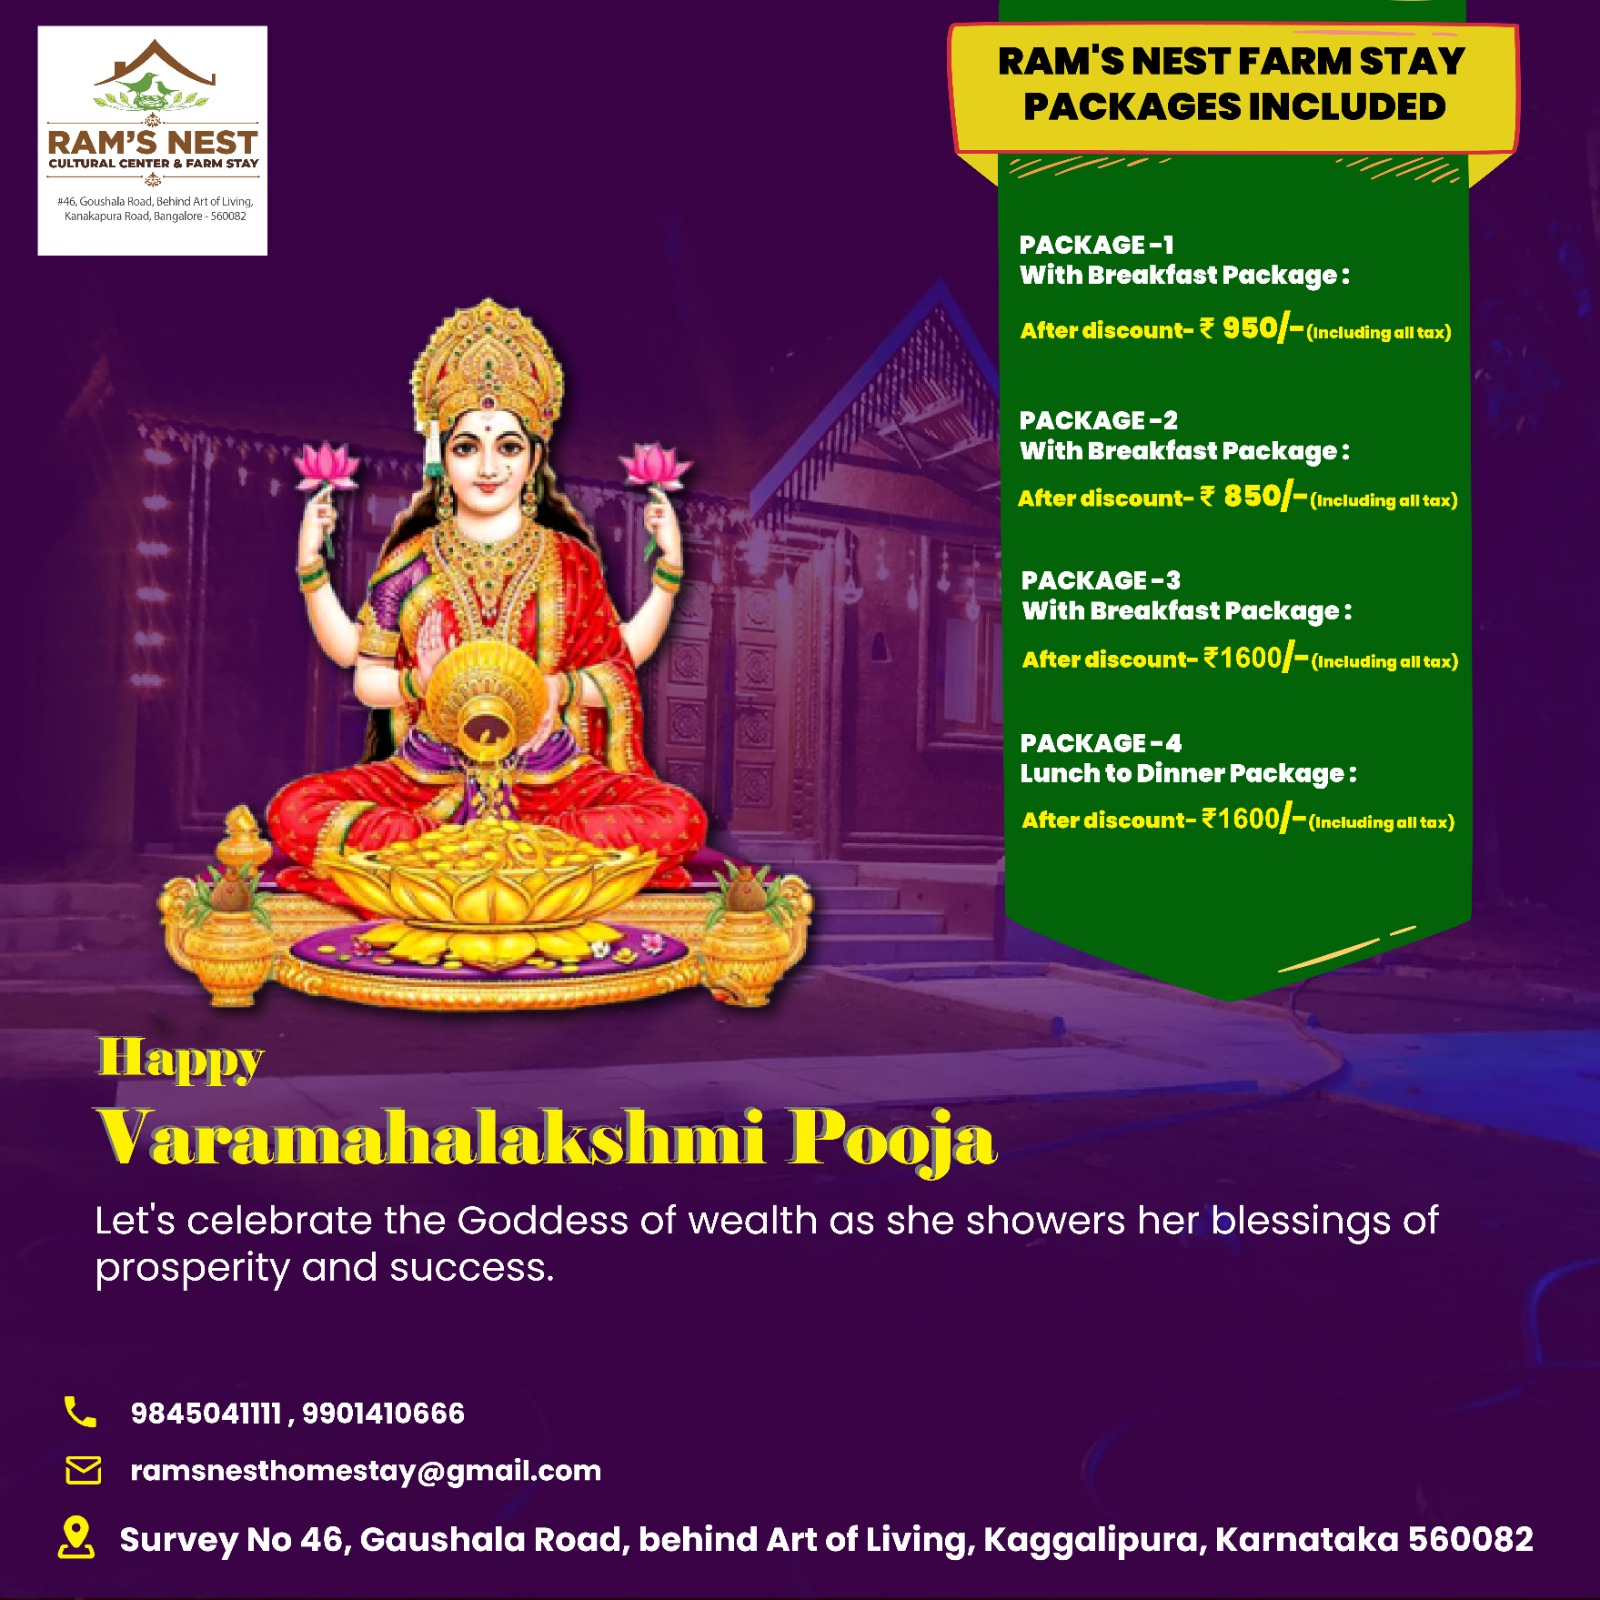 RAM'S NEST
CULTURAL CENTER & FARM STAY
#46, Goushala Road, Behind Art of Living,
Kanakapura Road, Bangalore - 560082
RAM'S NEST FARM STAY
PACKAGES INCLUDED
PACKAGE -1
With Breakfast Package :
After discount- ₹ 950/- (Including all tax)
PACKAGE -2
With Breakfast Package :
After discount- ₹ 850/- (Including all tax)
PACKAGE -3
With Breakfast Package :
After discount- ₹1600/- (Including all tax)
PACKAGE -4
Lunch to Dinner Package :
After discount- ₹1600/- (Including all tax)
Happy
Varamahalakshmi Pooja
Let's celebrate the Goddess of wealth as she showers her blessings of
prosperity and success.
9845041111 , 9901410666
ramsnesthomestay@gmail.com
Survey No 46, Gaushala Road, behind Art of Living, Kaggalipura, Karnataka 560082